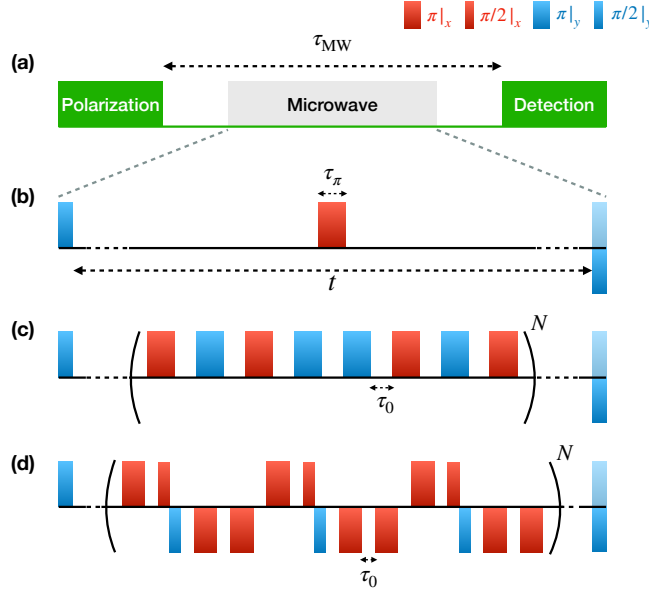 π|x π/2|x π|y π/2|y
(a)
τMW
Polarization Microwave Detection
(b)
τπ
t
(c)
N
τ0
(d)
N
τ0